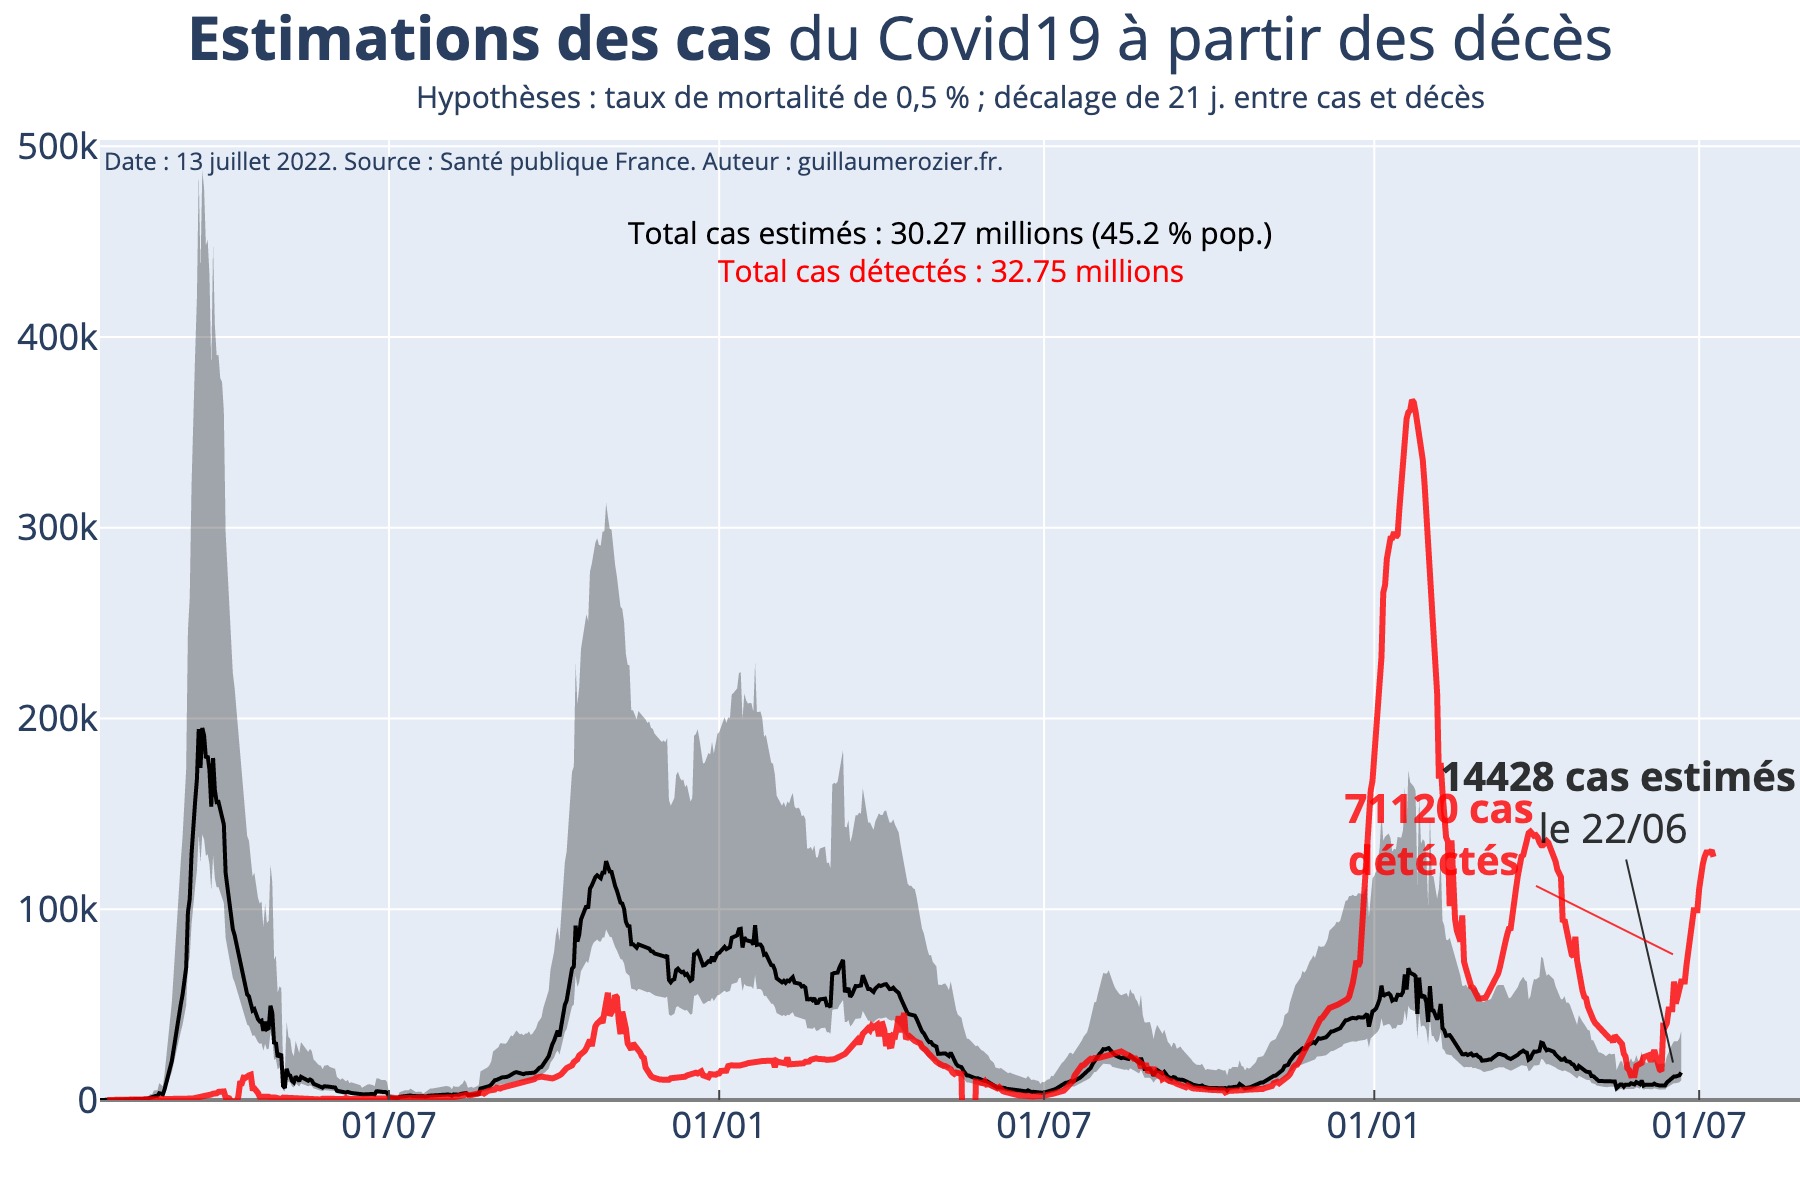 Estimations des cas du Covid19 à partir des décès
Hypothèses : taux de mortalité de 0,5 % ; décalage de 21 j. entre cas et décès
500k
Date : 13 juillet 2022. Source : Santé publique France. Auteur : guillaumerozier.fr.
Total cas estimés : 30.27 millions (45.2 % pop.)
Total cas détectés : 32.75 millions
400k
300k
200k
14428 cas estimés
le 22/06
71120 cas
détéctés
100k
0
01/07
01/01
01/07
01/01
01/07